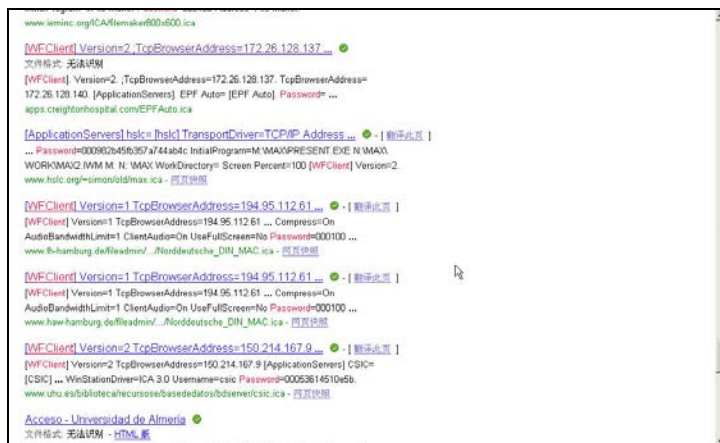 www.ieminc.org/ICA/filemaker800x600.ica
[WFClient] Version=2 ;TcpBrowserAddress=172.26.128.137 ...
文件格式: 无法识别
[WFClient]. Version=2. ;TcpBrowserAddress=172.26.128.137. TcpBrowserAddress=
172.26.128.140. [ApplicationServers]. EPF Auto= [EPF Auto]. Password= ...
apps.creightonhospital.com/EPFAuto.ica
[ApplicationServers] hslc= [hslc] TransportDriver=TCP/IP Address ... - [ 翻译此页 ]
... Password=000982b45fb357a744ab4c InitialProgram=M:\MAX\PRESENT.EXE N:\MAX\
WORK\MAX2.IWM M: N: \MAX WorkDirectory= Screen Percent=100 [WFClient] Version=2.
www.hslc.org/~simon/old/max.ica - 网页快照
[WFClient] Version=1 TcpBrowserAddress=194.95.112.61 ... - [ 翻译此页 ]
[WFClient] Version=1 TcpBrowserAddress=194.95.112.61 ... Compress=On
AudioBandwidthLimit=1 ClientAudio=On UseFullScreen=No Password=000100 ...
www.fh-hamburg.de/fileadmin/.../Norddeutsche_DIN_MAC.ica - 网页快照
[WFClient] Version=1 TcpBrowserAddress=194.95.112.61 ... - [ 翻译此页 ]
[WFClient] Version=1 TcpBrowserAddress=194.95.112.61 ... Compress=On
AudioBandwidthLimit=1 ClientAudio=On UseFullScreen=No Password=000100 ...
www.haw-hamburg.de/fileadmin/.../Norddeutsche_DIN_MAC.ica - 网页快照
[WFClient] Version=2 TcpBrowserAddress=150.214.167.9 ... - [ 翻译此页 ]
[WFClient] Version=2 TcpBrowserAddress=150.214.167.9 [ApplicationServers] CSIC=
[CSIC] ... WinStationDriver=ICA 3.0 Username=csic Password=00053614510e5b.
www.uhu.es/biblioteca/recursose/basededatos/bdserver/csic.ica - 网页快照
Acceso - Universidad de Almería
文件格式: 无法识别 - HTML 版